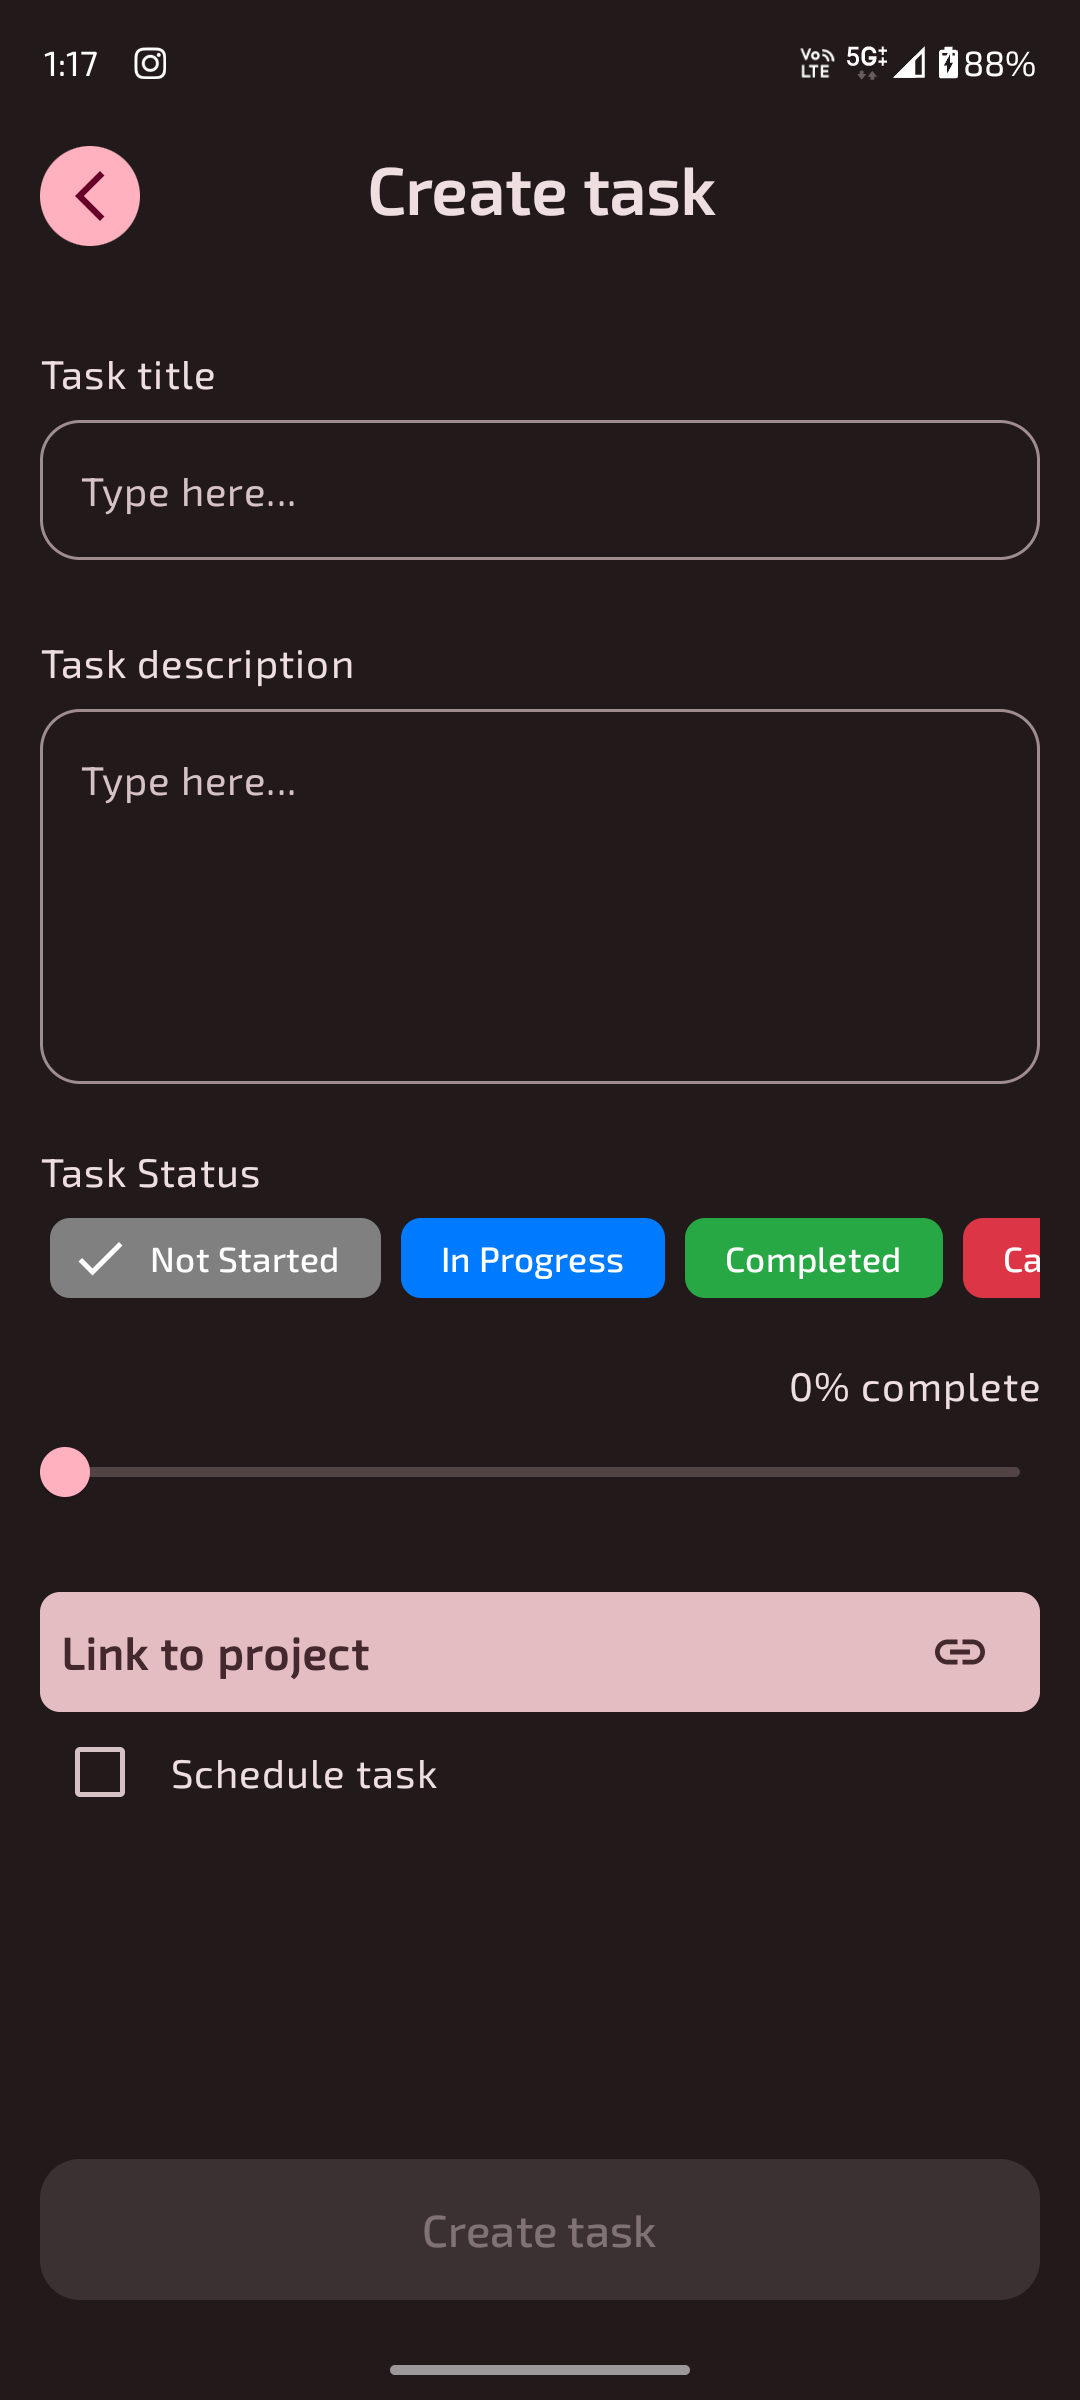 1:17 Vo LTE 5G 88%
Create task
Task title
Type here...
Task description
Type here...
Task Status
Not Started In Progress Completed Ca
0% complete
Link to project
Schedule task
Create task